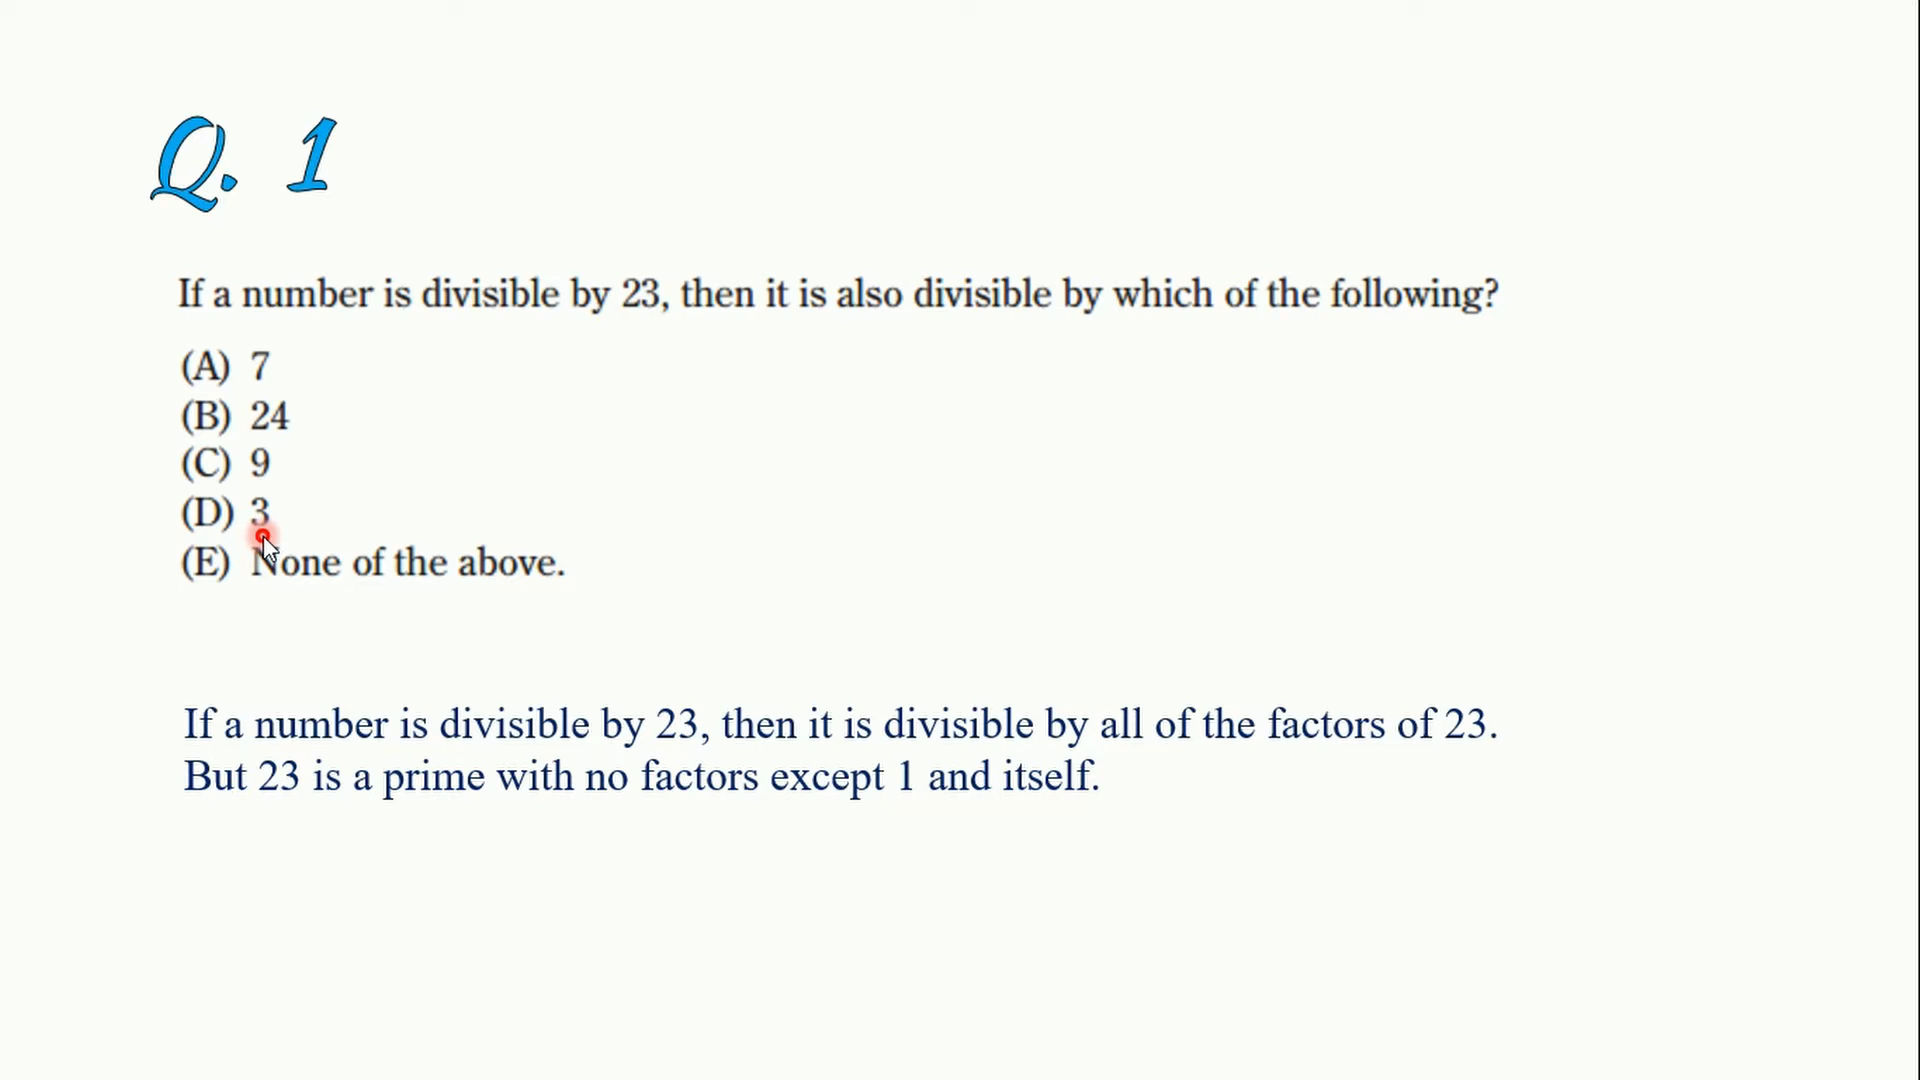 Q. 1
If a number is divisible by 23, then it is also divisible by which of the following?
(A) 7
(B) 24
(C) 9
(D) 3
(E) None of the above.
If a number is divisible by 23, then it is divisible by all of the factors of 23.
But 23 is a prime with no factors except 1 and itself.